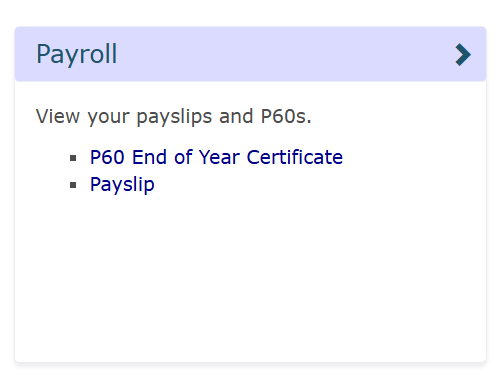 Payroll
View your payslips and P60s.
P60 End of Year Certificate
Payslip